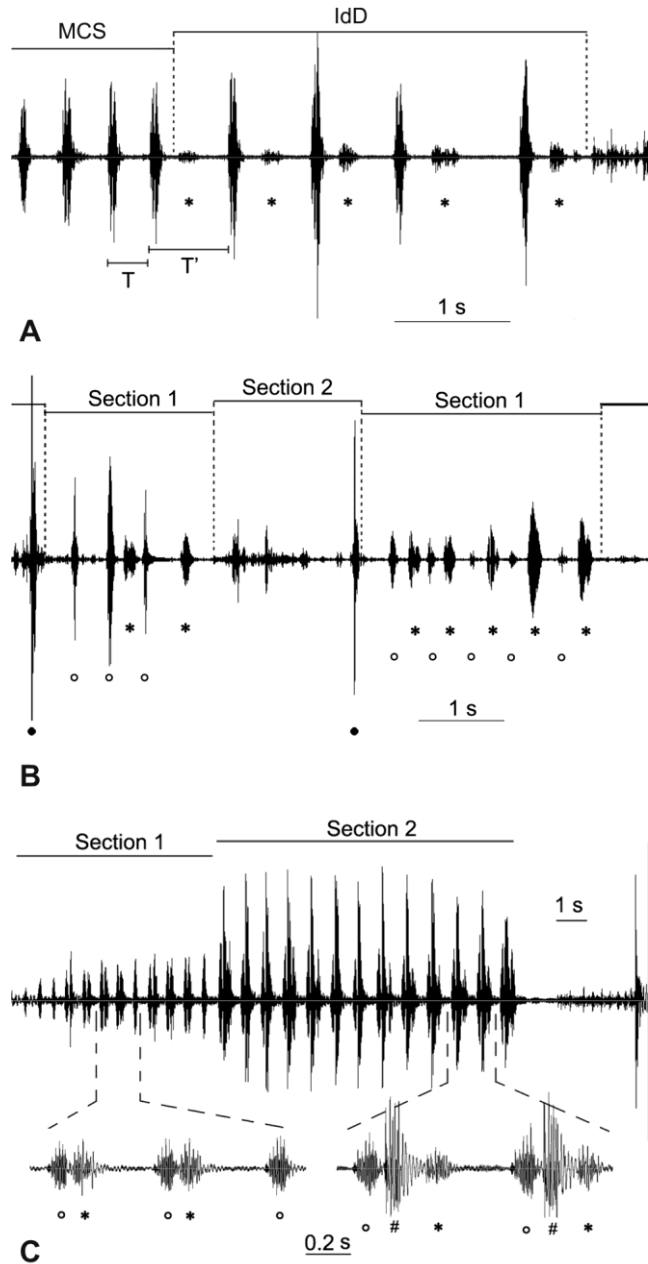 MCS IdD
* * * * *
T T'
1 s
A
Section 1 Section 2 Section 1
* * * * * * *
○ ○ ○ ○ ○ ○ ○ ○
1 s
● ●
B
Section 1 Section 2
1 s
○ * ○ * ○ ○ # * ○ # *
0.2 s
C